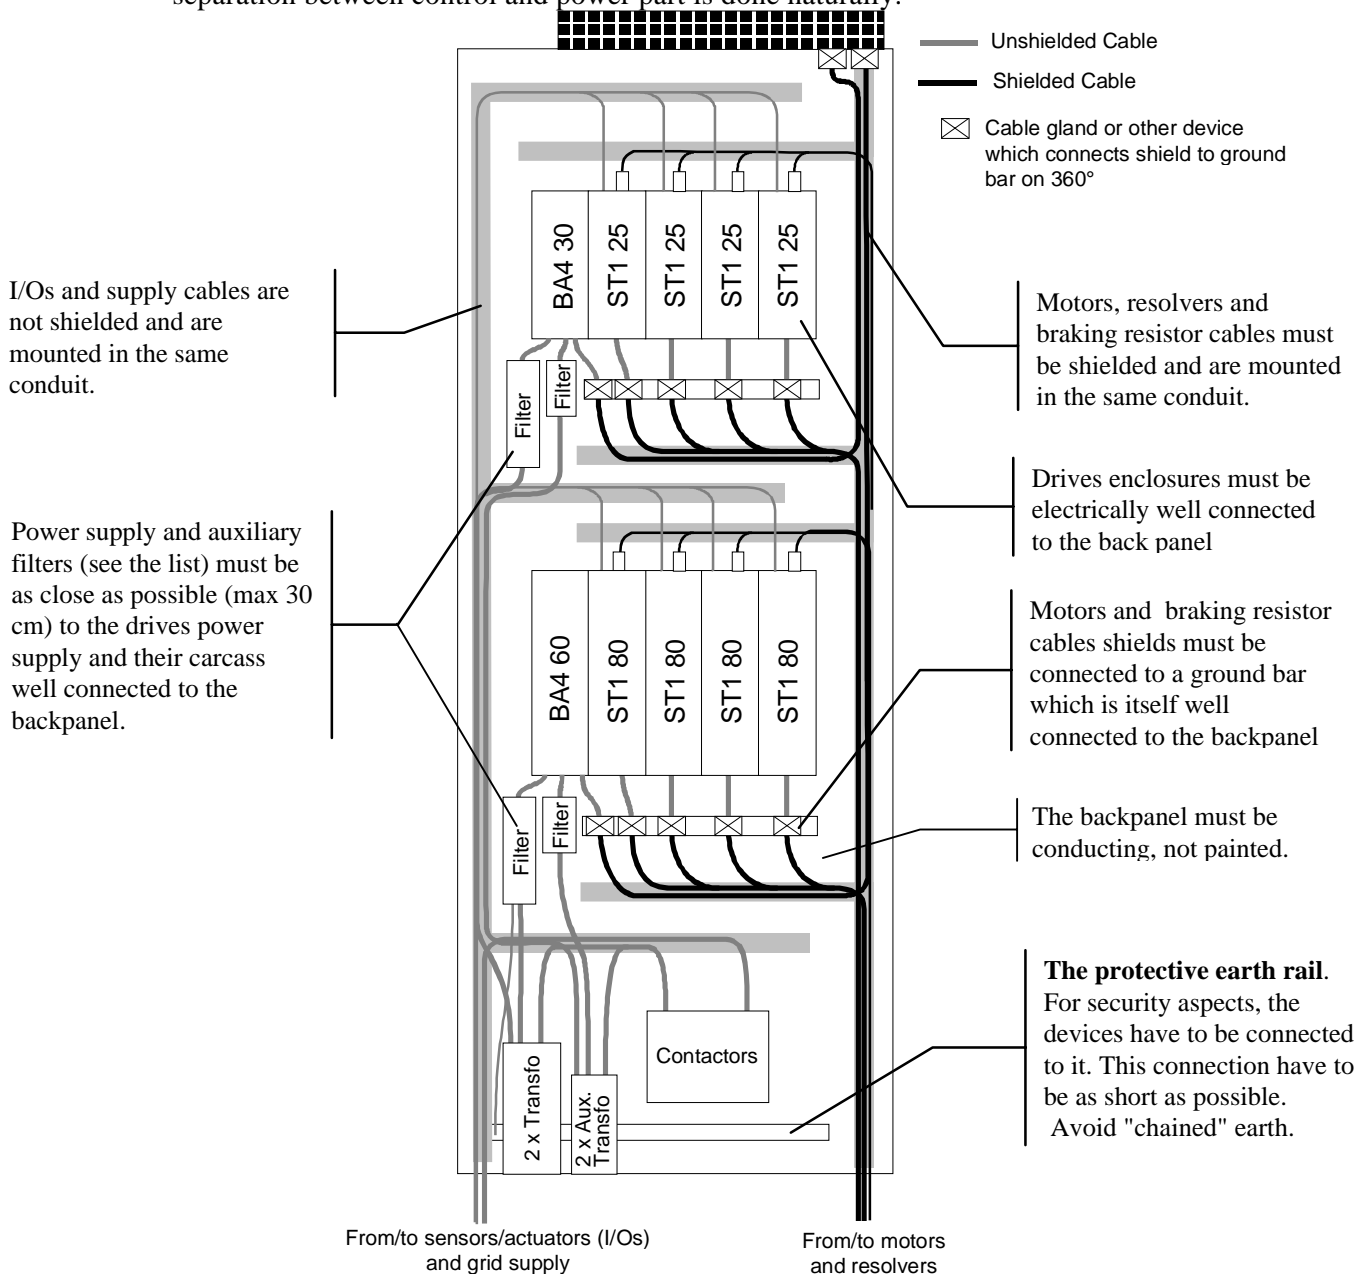 separation between control and power part is done naturally.
Unshielded Cable
Shielded Cable
Cable gland or other device
which connects shield to ground
bar on 360°
BA4 30
ST1 25
ST1 25
ST1 25
ST1 25
I/Os and supply cables are
not shielded and are
mounted in the same
conduit.
Motors, resolvers and
braking resistor cables must
be shielded and are mounted
in the same conduit.
Filter
Filter
Drives enclosures must be
electrically well connected
to the back panel
Power supply and auxiliary
filters (see the list) must be
as close as possible (max 30
cm) to the drives power
supply and their carcass
well connected to the
backpanel.
BA4 60
ST1 80
ST1 80
ST1 80
ST1 80
Motors and braking resistor
cables shields must be
connected to a ground bar
which is itself well
connected to the backpanel
Filter
Filter
The backpanel must be
conducting, not painted.
The protective earth rail.
For security aspects, the
devices have to be connected
to it. This connection have to
be as short as possible.
Avoid "chained" earth.
Contactors
2 x Transfo
2 x Aux.
Transfo
From/to sensors/actuators (I/Os)
and grid supply
From/to motors
and resolvers